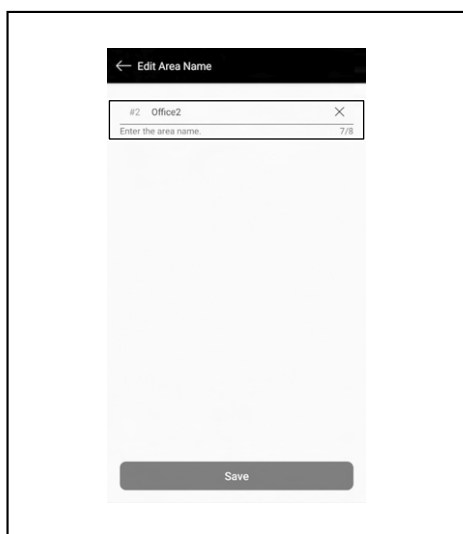 ← Edit Area Name
#2 Office2 ×
Enter the area name. 7/8
Save